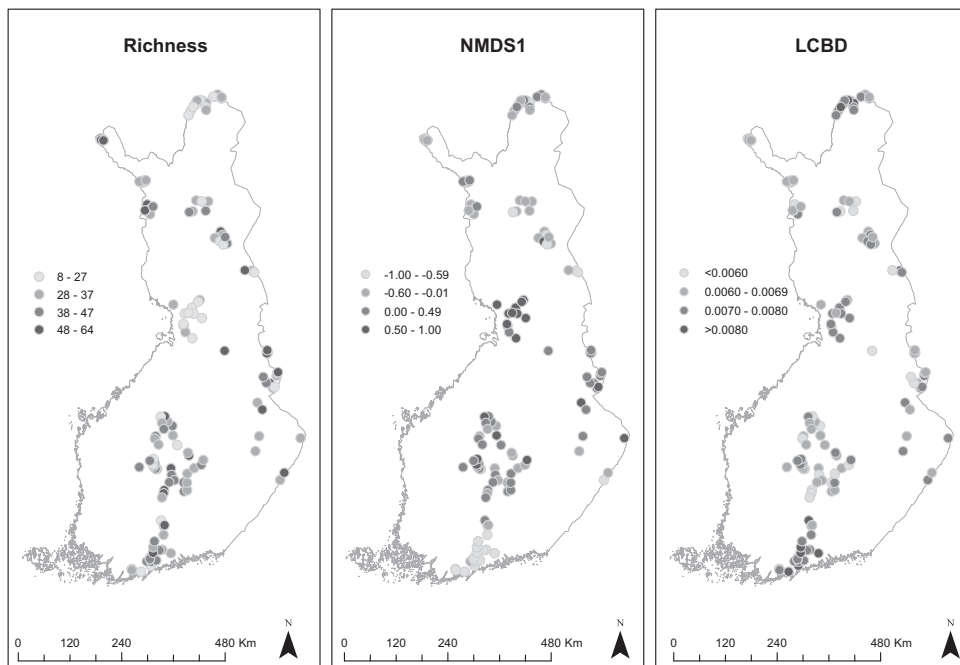 Richness
8 - 27
28 - 37
38 - 47
48 - 64
N
0 120 240 480 Km
NMDS1
-1.00 - -0.59
-0.60 - -0.01
0.00 - 0.49
0.50 - 1.00
N
0 120 240 480 Km
LCBD
<0.0060
0.0060 - 0.0069
0.0070 - 0.0080
>0.0080
N
0 120 240 480 Km